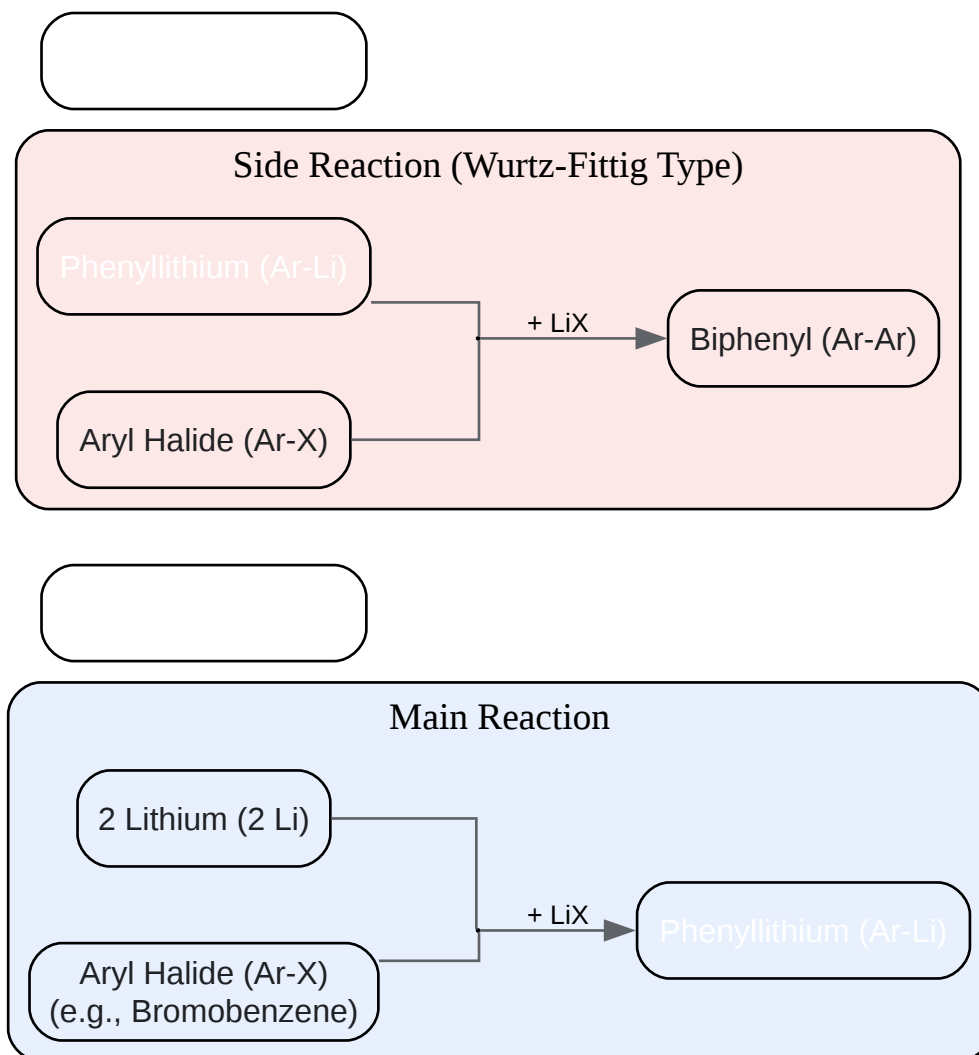 Side Reaction (Wurtz-Fittig Type)
Phenyllithium (Ar-Li)
+ LiX
Biphenyl (Ar-Ar)
Aryl Halide (Ar-X)
Main Reaction
2 Lithium (2 Li)
+ LiX
Phenyllithium (Ar-Li)
Aryl Halide (Ar-X)
(e.g., Bromobenzene)